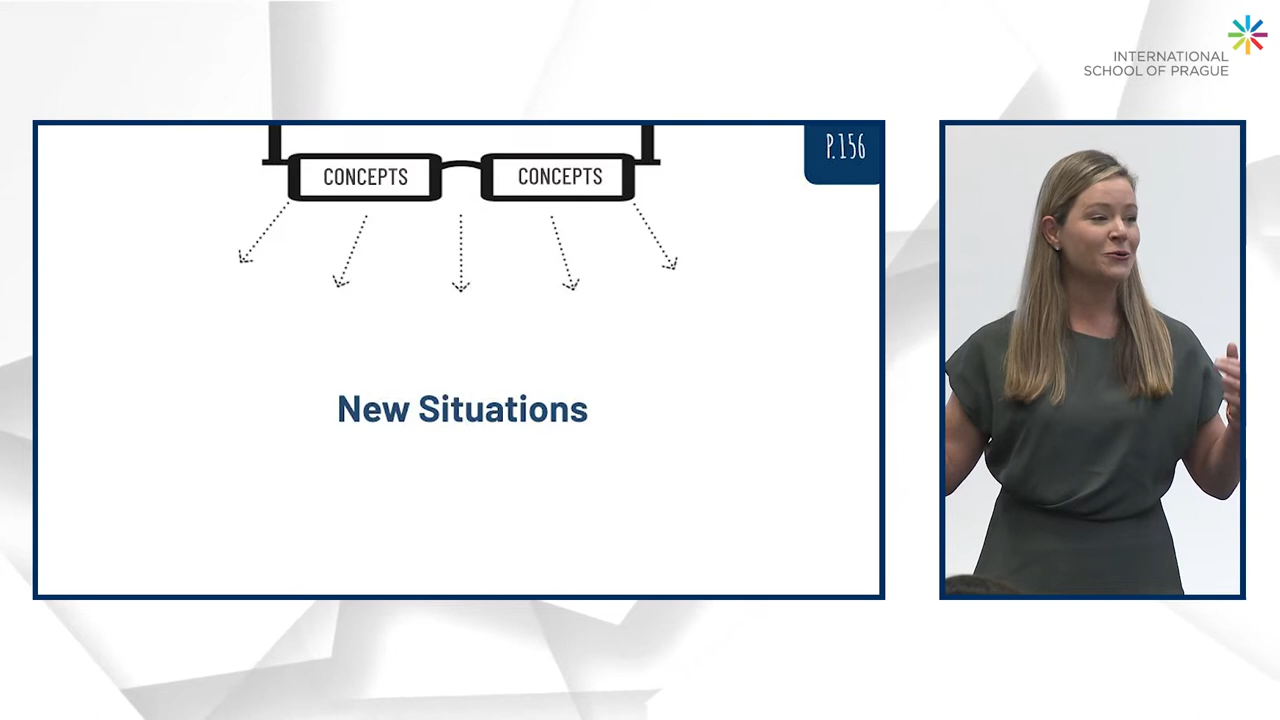 INTERNATIONAL
SCHOOL OF PRAGUE
P.156
CONCEPTS CONCEPTS
New Situations